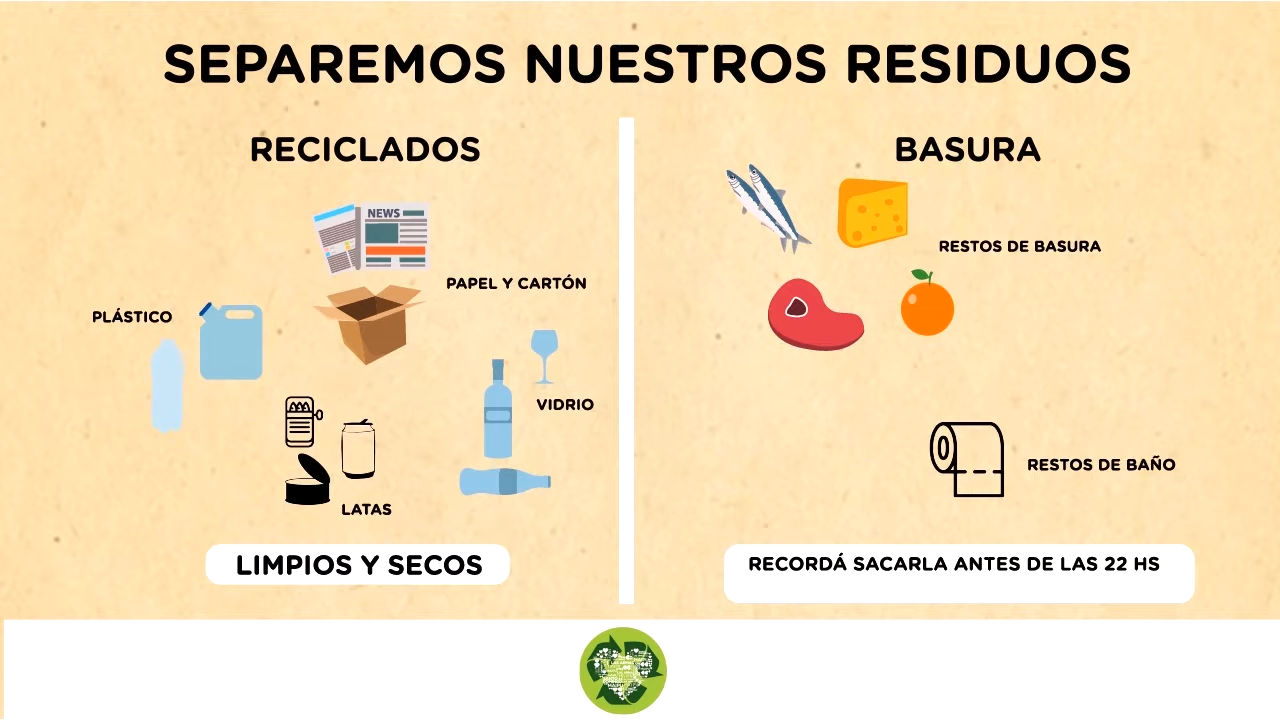 SEPAREMOS NUESTROS RESIDUOS
RECICLADOS
NEWS
PAPEL Y CARTÓN
PLÁSTICO
VIDRIO
LATAS
LIMPIOS Y SECOS
BASURA
RESTOS DE BASURA
RESTOS DE BAÑO
RECORDÁ SACARLA ANTES DE LAS 22 HS